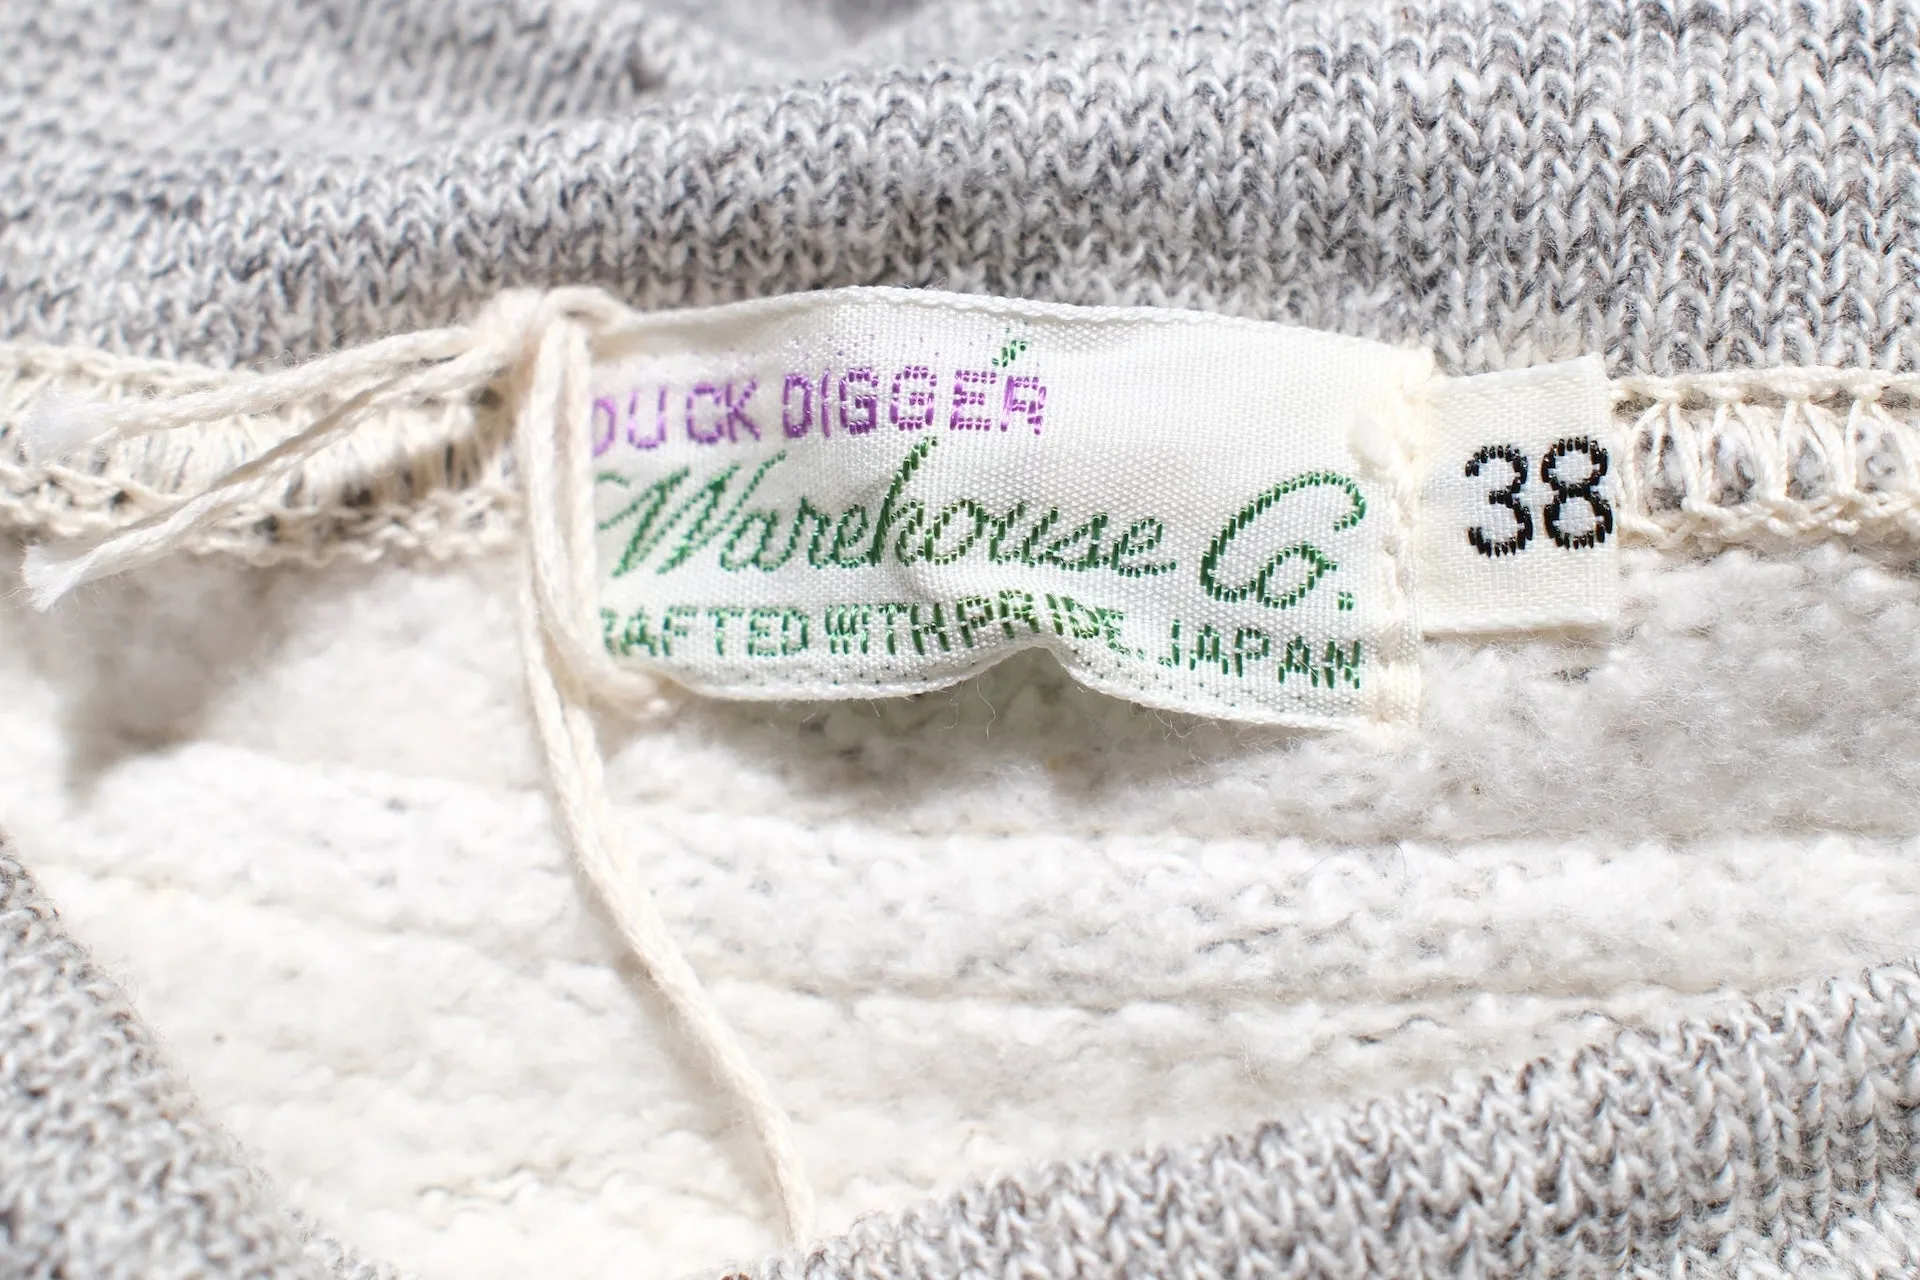 DUCK DIGGER
Warehouse Co.
RAFTED WITH PRIDE. JAPAN
38